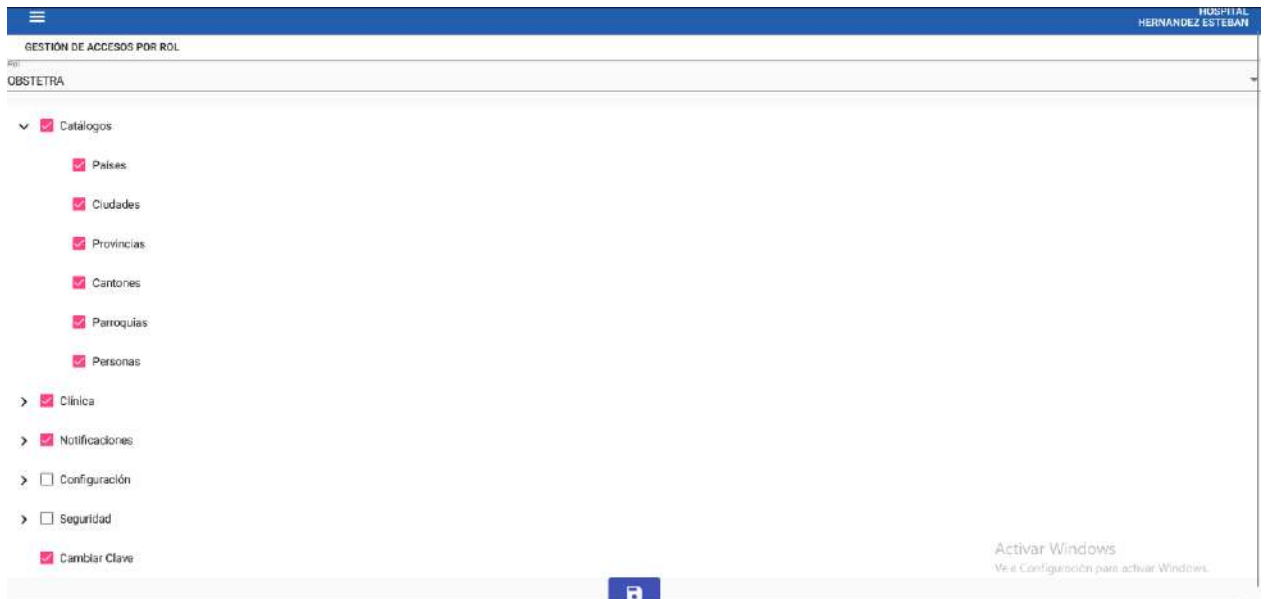 HOSPITAL
HERNANDEZ ESTEBAN
GESTIÓN DE ACCESOS POR ROL
Rol
OBSTETRA
Catálogos
Países
Ciudades
Provincias
Cantones
Parroquias
Personas
Clínica
Notificaciones
Configuración
Seguridad
Cambiar Clave
Activar Windows
Ve a Configuración para activar Windows.